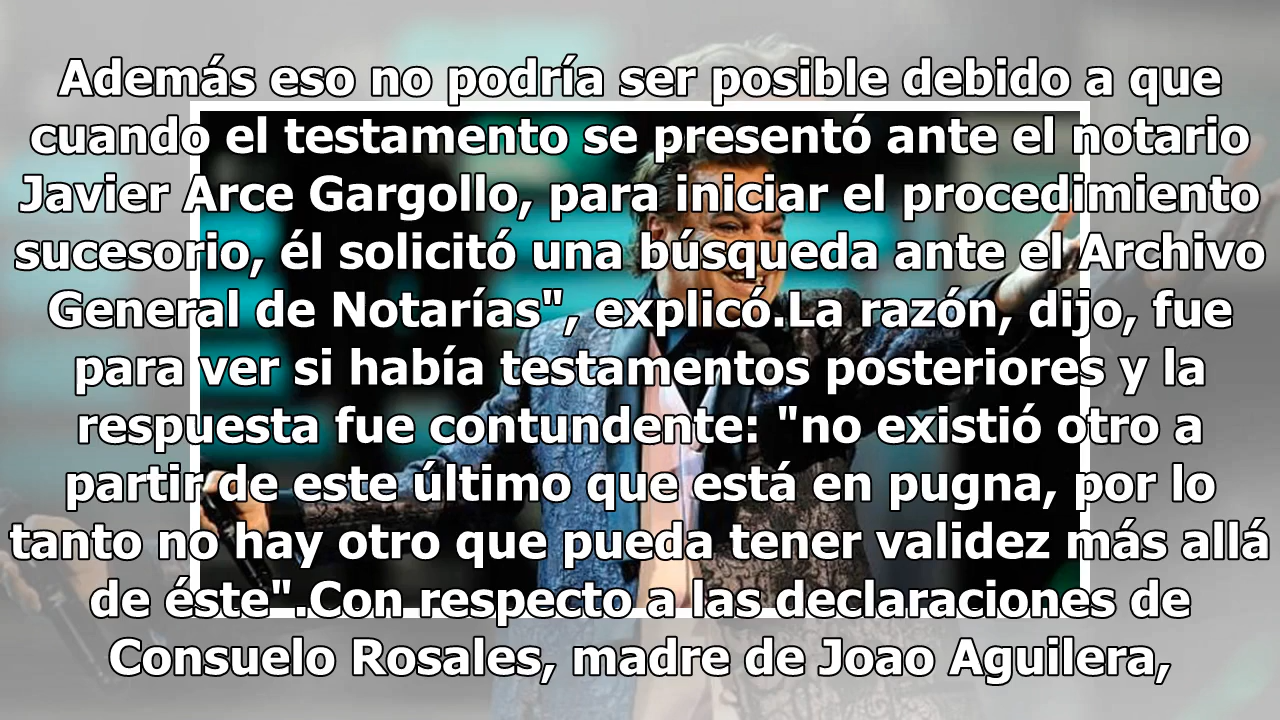 Además eso no podría ser posible debido a que
cuando el testamento se presentó ante el notario
Javier Arce Gargollo, para iniciar el procedimiento
sucesorio, él solicitó una búsqueda ante el Archivo
General de Notarías", explicó.La razón, dijo, fue
para ver si había testamentos posteriores y la
respuesta fue contundente: "no existió otro a
partir de este último que está en pugna, por lo
tanto no hay otro que pueda tener validez más allá
de éste".Con respecto a las declaraciones de
Consuelo Rosales, madre de Joao Aguilera,